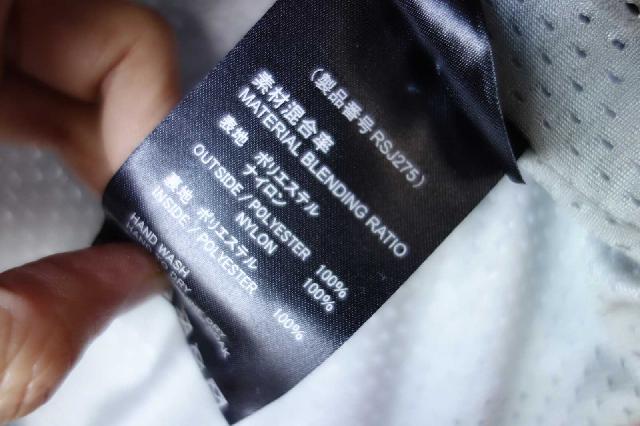 (製品番号 RSJ275)
素材混合率
MATERIAL BLENDING RATIO
表地 ポリエステル
ナイロン
OUTSIDE/POLYESTER 100%
NYLON 100%
裏地 ポリエステル
INSIDE/POLYESTER 100%
HAND WASH
DRY